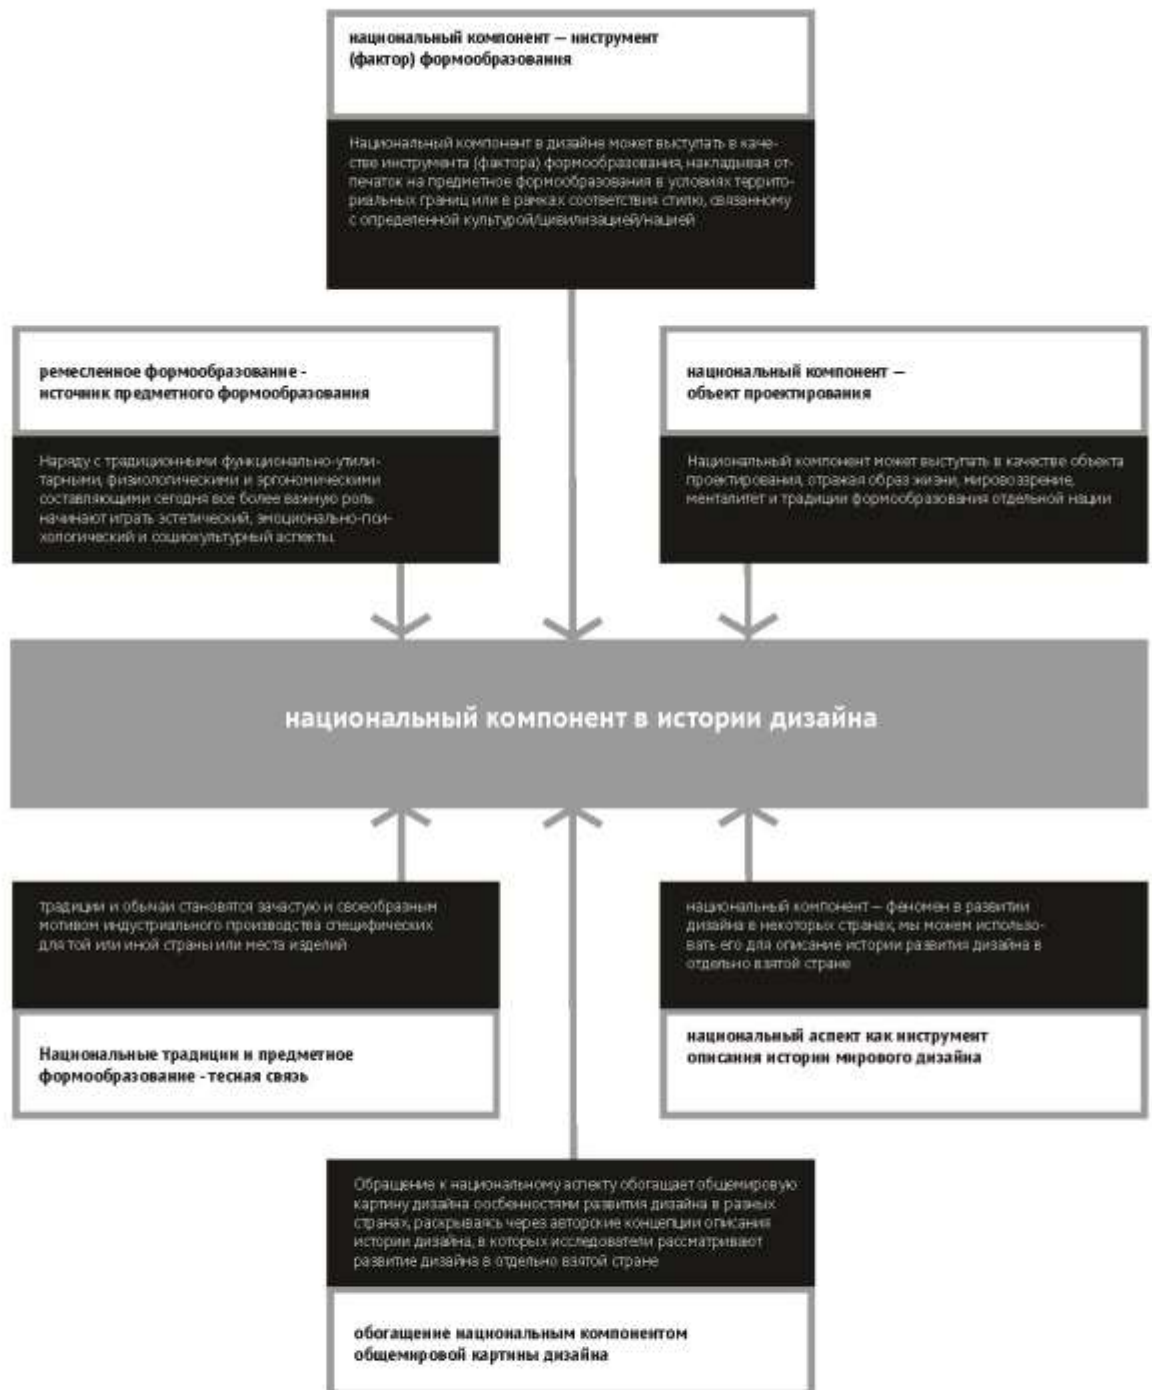 национальный компонент — инструмент
(фактор) формообразования
Национальный компонент в дизайне может выступать в каче-
стве инструмента (фактора) формообразования, накладывая от-
печаток на предметное формообразования в условиях террито-
риальных границ или в рамках соответствия стилю, связанному
с определенной культурой/цивилизацией/нацией
ремесленное формообразование -
источник предметного формообразования
Наряду с традиционными функционально-утили-
тарными, физиологическими и эргономическими
составляющими сегодня все более важную роль
начинают играть эстетический, эмоционально-пси-
хологический и социокультурный аспекты.
национальный компонент —
объект проектирования
Национальный компонент может выступать в качестве объекта
проектирования, отражая образ жизни, мировоззрение,
менталитет и традиции формообразования отдельной нации
национальный компонент в истории дизайна
традиции и обычаи становятся зачастую и своеобразным
мотивом индустриального производства специфических
для той или иной страны или места изделий
Национальные традиции и предметное
формообразование - тесная связь
национальный компонент — феномен в развитии
дизайна в некоторых странах, мы можем использо-
вать его для описание истории развития дизайна в
отдельно взятой стране
национальный аспект как инструмент
описания истории мирового дизайна
Обращение к национальному аспекту обогащает общемировую
картину дизайна оосбенностями развития дизайна в разных
странах, раскрываясь через авторские концепции описания
истории дизайна, в которых исследователи рассматривают
развитие дизайна в отдельно взятой стране
обогащение национальным компонентом
общемировой картины дизайна